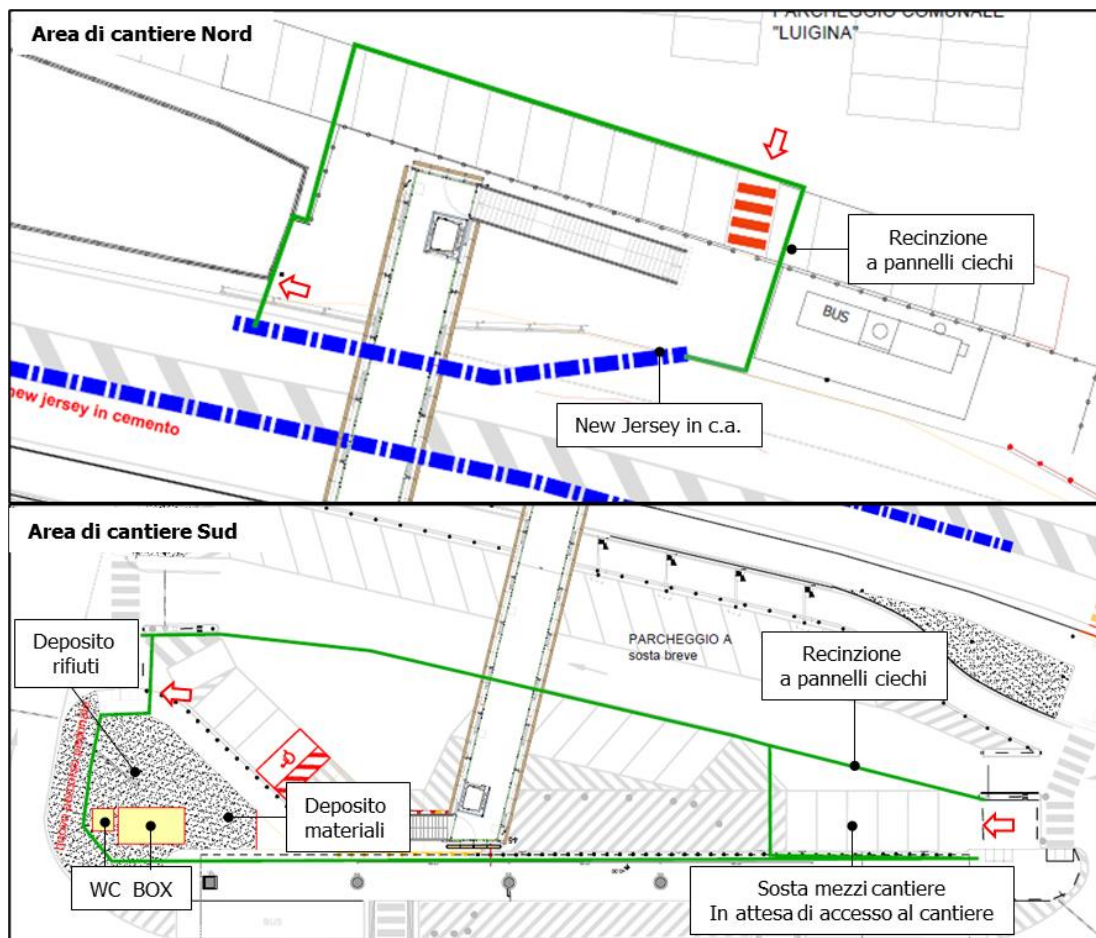 Area di cantiere Nord
PARCHEGGIO COMUNALE
"LUIGINA"
Recinzione
a pannelli ciechi
BUS
New Jersey in c.a.
new jersey in cemento
Area di cantiere Sud
Deposito
rifiuti
PARCHEGGIO A
sosta breve
Recinzione
a pannelli ciechi
Deposito
materiali
WC BOX
Sosta mezzi cantiere
In attesa di accesso al cantiere
BUS